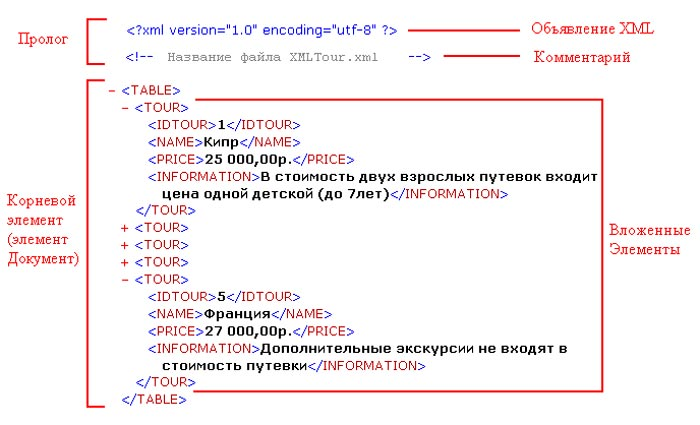 Пролог
<?xml version="1.0" encoding="utf-8" ?>
Объявление XML
<!-- Название файла XMLTour.xml -->
Комментарий
Корневой
элемент
(элемент
Документ)
- <TABLE>
- <TOUR>
<IDTOUR>1</IDTOUR>
<NAME>Кипр</NAME>
<PRICE>25 000,00р.</PRICE>
<INFORMATION>В стоимость двух взрослых путевок входит
цена одной детской (до 7лет)</INFORMATION>
</TOUR>
+ <TOUR>
+ <TOUR>
+ <TOUR>
- <TOUR>
<IDTOUR>5</IDTOUR>
<NAME>Франция</NAME>
<PRICE>27 000,00р.</PRICE>
<INFORMATION>Дополнительные экскурсии не входят в
стоимость путевки</INFORMATION>
</TOUR>
</TABLE>
Вложенные
Элементы